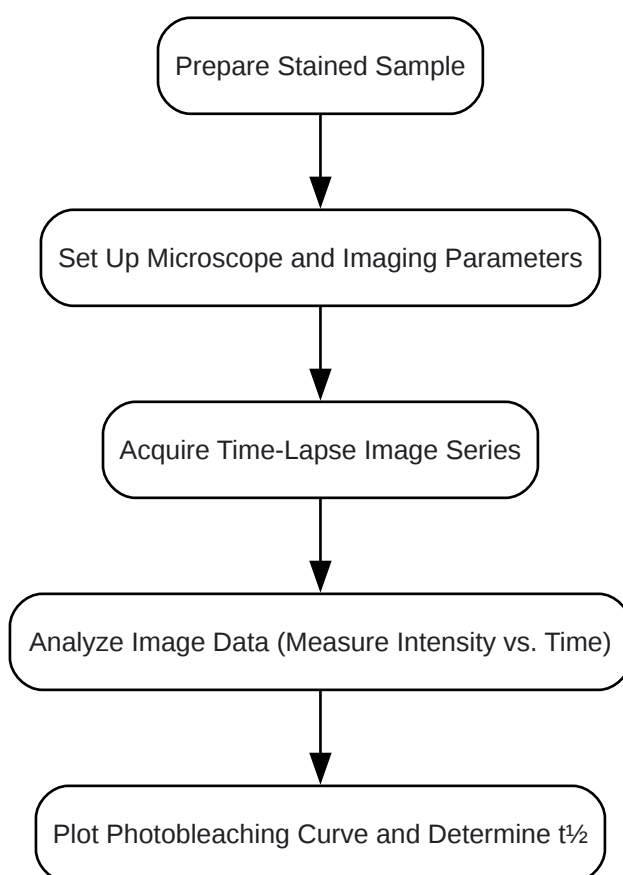 Prepare Stained Sample
Set Up Microscope and Imaging Parameters
Acquire Time-Lapse Image Series
Analyze Image Data (Measure Intensity vs. Time)
Plot Photobleaching Curve and Determine t½